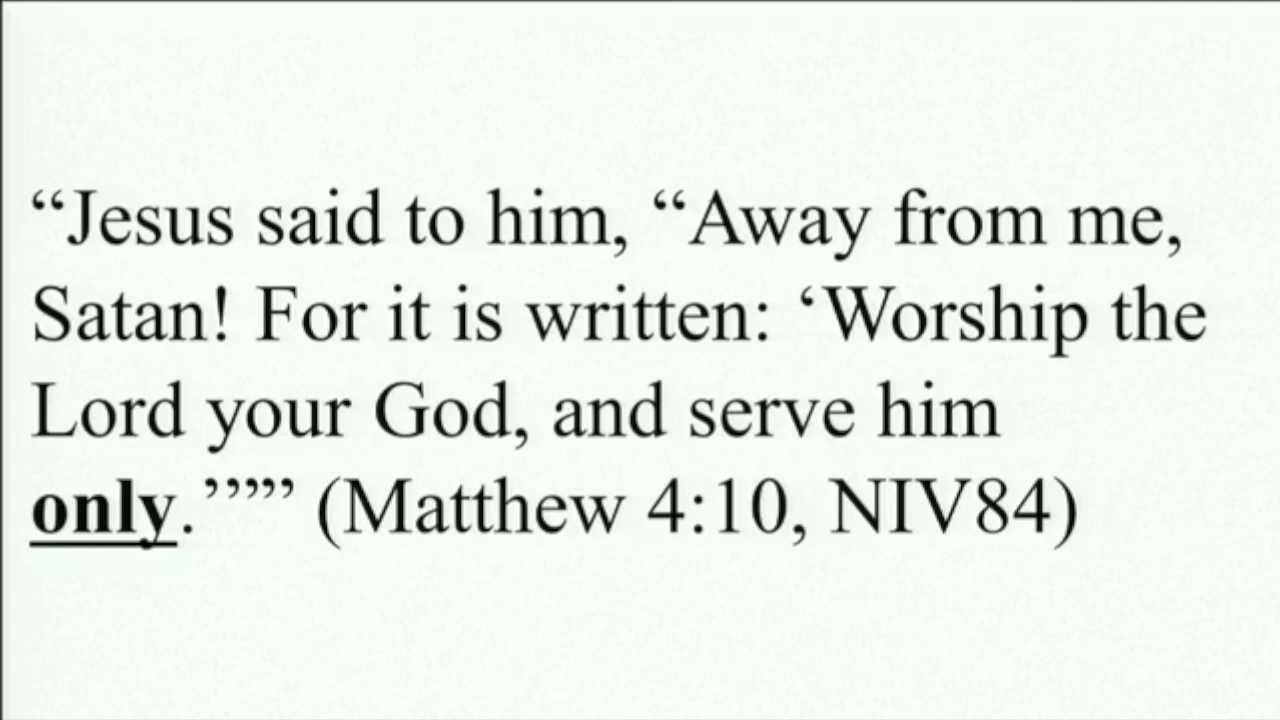 “Jesus said to him, “Away from me,
Satan! For it is written: ‘Worship the
Lord your God, and serve him
only.’”” (Matthew 4:10, NIV84)